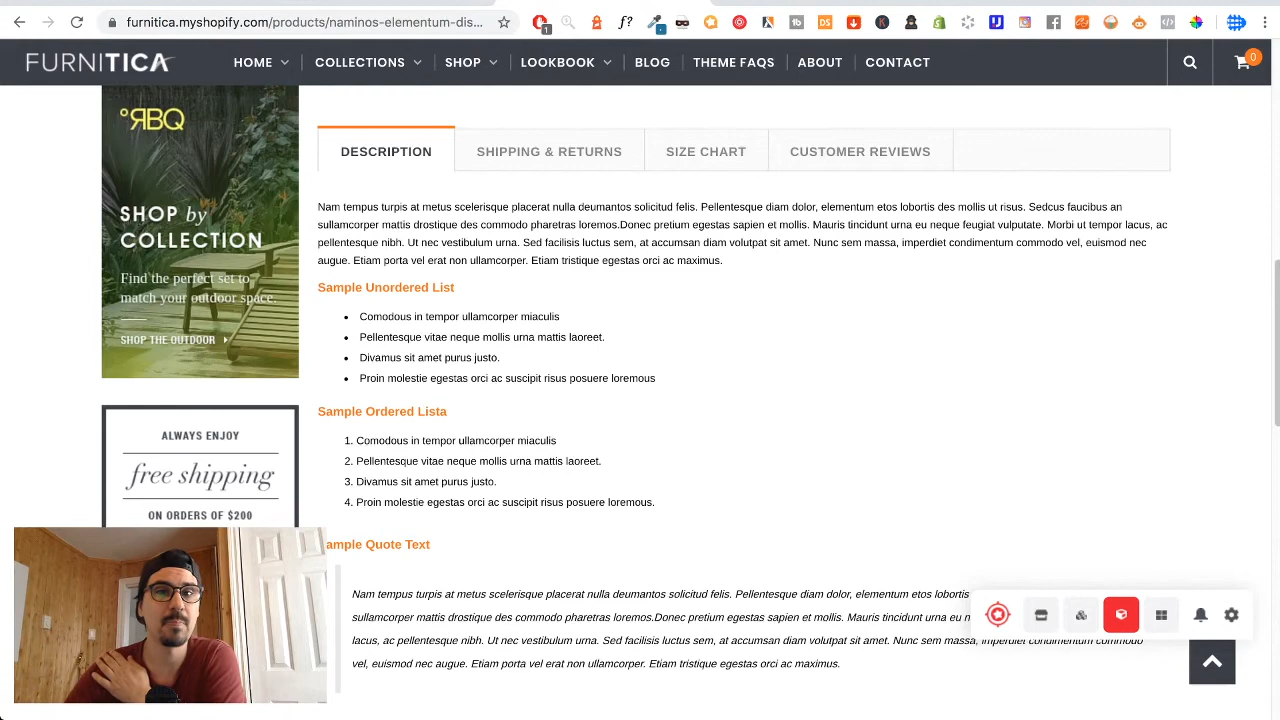 furnitica.myshopify.com/products/naminos-elementum-dis...
f?
1
DS
FURNITICA
HOME
COLLECTIONS
SHOP
LOOKBOOK
BLOG
THEME FAQS
ABOUT
CONTACT
0
°ЯBQ
SHOP by
COLLECTION
Find the perfect set to
match your outdoor space.
SHOP THE OUTDOOR
ALWAYS ENJOY
free shipping
ON ORDERS OF $200
DESCRIPTION
SHIPPING & RETURNS
SIZE CHART
CUSTOMER REVIEWS
Nam tempus turpis at metus scelerisque placerat nulla deumantos solicitud felis. Pellentesque diam dolor, elementum etos lobortis des mollis ut risus. Sedcus faucibus an
sullamcorper mattis drostique des commodo pharetras loremos.Donec pretium egestas sapien et mollis. Mauris tincidunt urna eu neque feugiat vulputate. Morbi ut tempor lacus, ac
pellentesque nibh. Ut nec vestibulum urna. Sed facilisis luctus sem, at accumsan diam volutpat sit amet. Nunc sem massa, imperdiet condimentum commodo vel, euismod nec
augue. Etiam porta vel erat non ullamcorper. Etiam tristique egestas orci ac maximus.
Sample Unordered List
• Comodous in tempor ullamcorper miaculis
• Pellentesque vitae neque mollis urna mattis laoreet.
• Divamus sit amet purus justo.
• Proin molestie egestas orci ac suscipit risus posuere loremous
Sample Ordered Lista
1. Comodous in tempor ullamcorper miaculis
2. Pellentesque vitae neque mollis urna mattis laoreet.
3. Divamus sit amet purus justo.
4. Proin molestie egestas orci ac suscipit risus posuere loremous.
ample Quote Text
Nam tempus turpis at metus scelerisque placerat nulla deumantos solicitud felis. Pellentesque diam dolor, elementum etos lobortis
sullamcorper mattis drostique des commodo pharetras loremos.Donec pretium egestas sapien et mollis. Mauris tincidunt urna eu n
lacus, ac pellentesque nibh. Ut nec vestibulum urna. Sed facilisis luctus sem, at accumsan diam volutpat sit amet. Nunc sem massa, imperdiet condimentum commodo
vel, euismod nec augue. Etiam porta vel erat non ullamcorper. Etiam tristique egestas orci ac maximus.